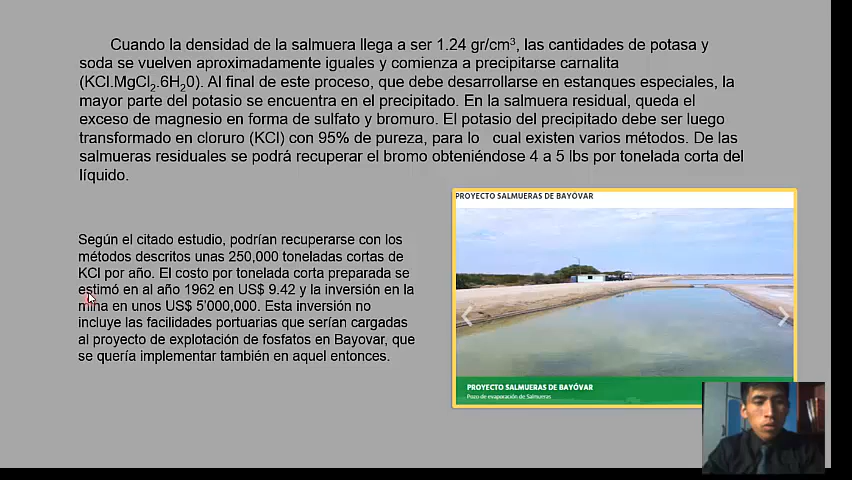 Cuando la densidad de la salmuera llega a ser 1.24 gr/cm³, las cantidades de potasa y
soda se vuelven aproximadamente iguales y comienza a precipitarse carnalita
(KCl.MgCl₂.6H₂0). Al final de este proceso, que debe desarrollarse en estanques especiales, la
mayor parte del potasio se encuentra en el precipitado. En la salmuera residual, queda el
exceso de magnesio en forma de sulfato y bromuro. El potasio del precipitado debe ser luego
transformado en cloruro (KCl) con 95% de pureza, para lo cual existen varios métodos. De las
salmueras residuales se podrá recuperar el bromo obteniéndose 4 a 5 lbs por tonelada corta del
líquido.
Según el citado estudio, podrían recuperarse con los
métodos descritos unas 250,000 toneladas cortas de
KCl por año. El costo por tonelada corta preparada se
estimó en al año 1962 en US$ 9.42 y la inversión en la
mina en unos US$ 5'000,000. Esta inversión no
incluye las facilidades portuarias que serían cargadas
al proyecto de explotación de fosfatos en Bayovar, que
se quería implementar también en aquel entonces.
PROYECTO SALMUERAS DE BAYÓVAR
PROYECTO SALMUERAS DE BAYÓVAR
Pozo de evaporación de Salmueras